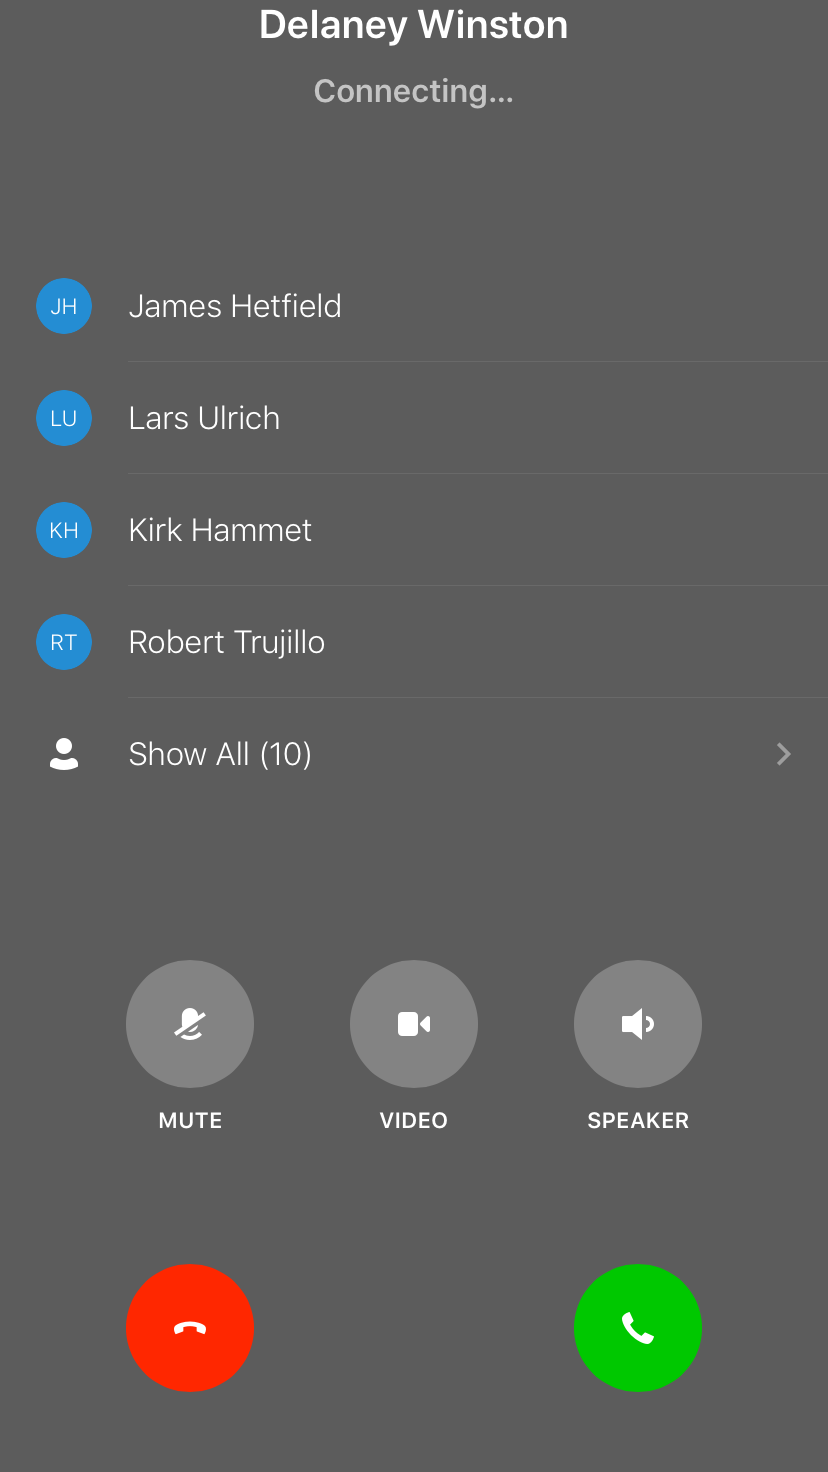 Delaney Winston
Connecting...
JH James Hetfield
LU Lars Ulrich
KH Kirk Hammet
RT Robert Trujillo
Show All (10)
MUTE VIDEO SPEAKER